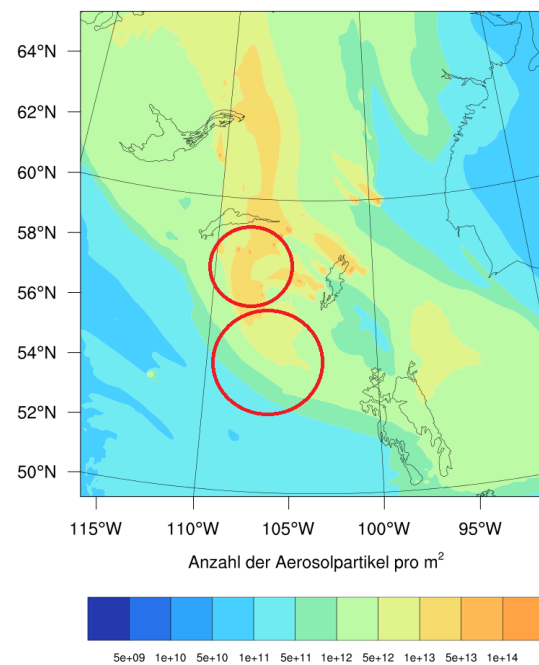 64°N
62°N
60°N
58°N
56°N
54°N
52°N
50°N
115°W 110°W 105°W 100°W 95°W
Anzahl der Aerosolpartikel pro m²
5e+09 1e+10 5e+10 1e+11 5e+11 1e+12 5e+12 1e+13 5e+13 1e+14